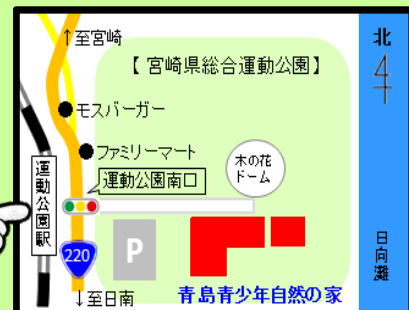 ↑至宮崎
【宮崎県総合運動公園】
北
モスバーガー
ファミリーマート
木の花
ドーム
運動公園南口
運動公園駅
P
220
日向灘
↓至日南
青島青少年自然の家